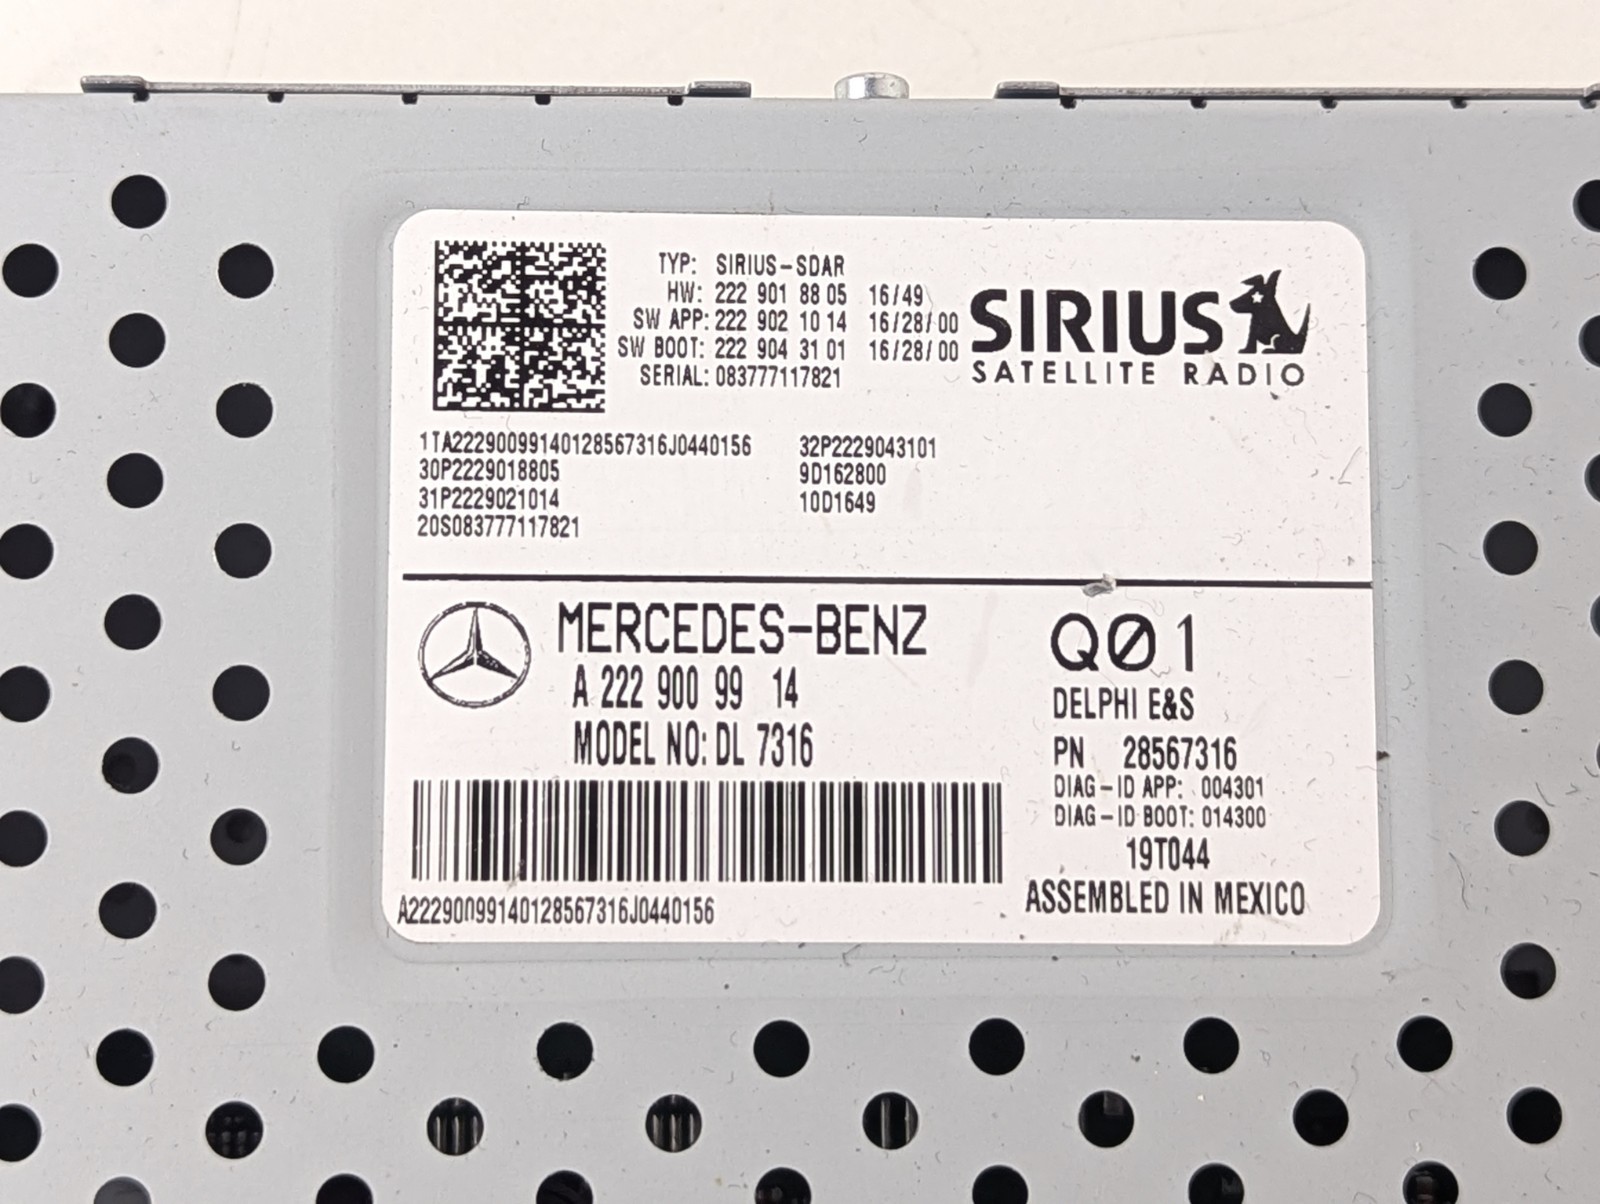 TYP: SIRIUS-SDAR
HW: 222 901 88 05 16/49
SW APP: 222 902 10 14 16/28/00
SW BOOT: 222 904 31 01 16/28/00
SERIAL: 083777117821
SIRIUS
SATELLITE RADIO
1TA2229009914012856​7316J0440156
32P2229043101
30P2229018805
9D162800
31P2229021014
10D1649
20S083777117821
MERCEDES-BENZ
A 222 900 99 14
MODEL NO: DL 7316
QØ1
DELPHI E&S
PN 28567316
DIAG-ID APP: 004301
DIAG-ID BOOT: 014300
19T044
ASSEMBLED IN MEXICO
A22290099140128567316J0440156